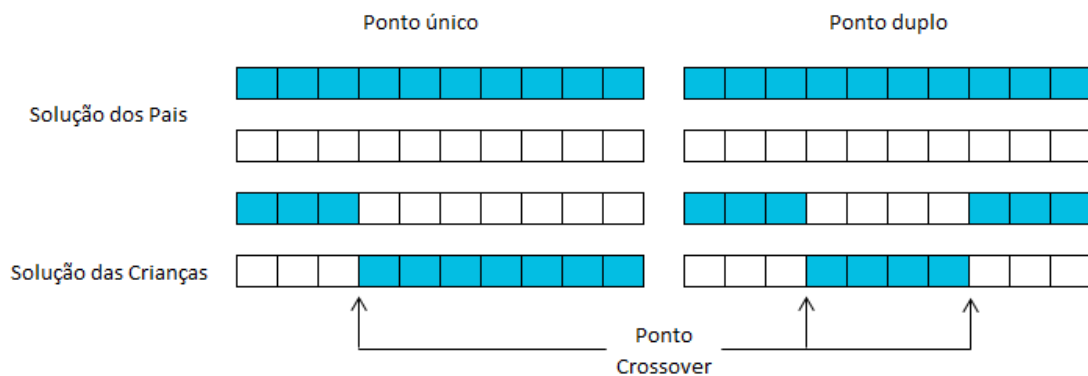 Ponto único
Ponto duplo
Solução dos Pais
Solução das Crianças
Ponto
Crossover